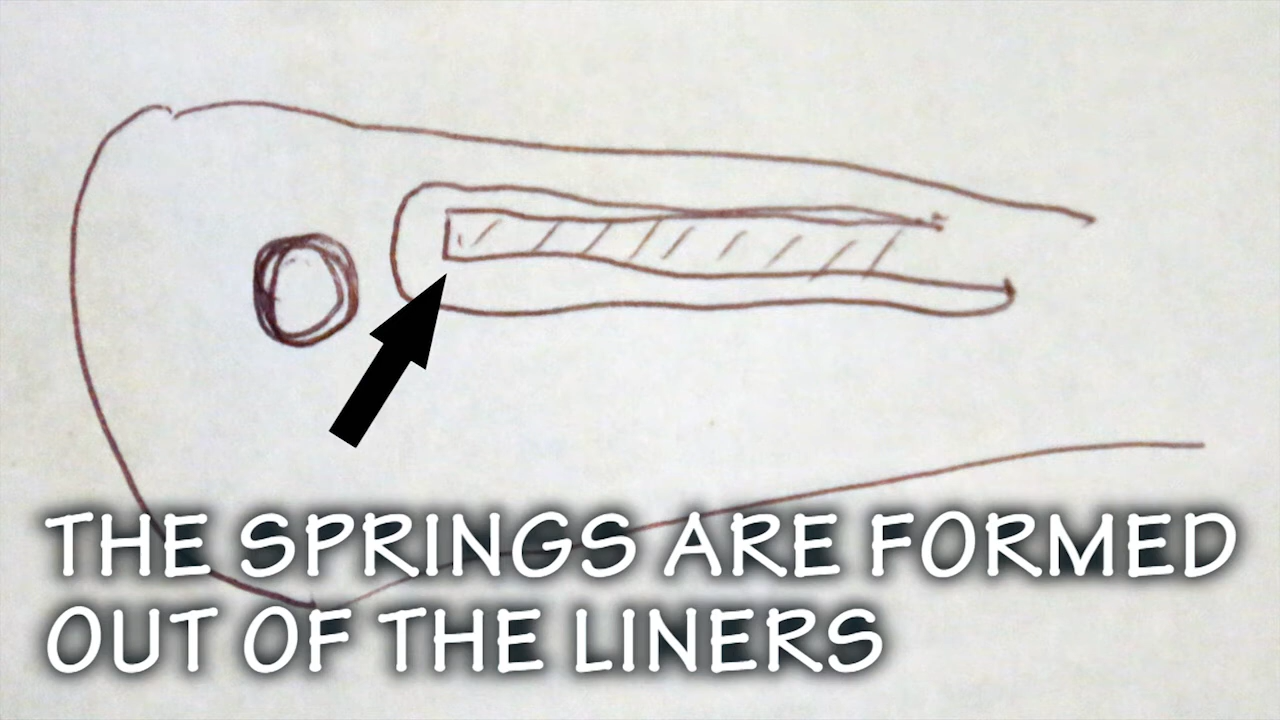 THE SPRINGS ARE FORMED
OUT OF THE LINERS